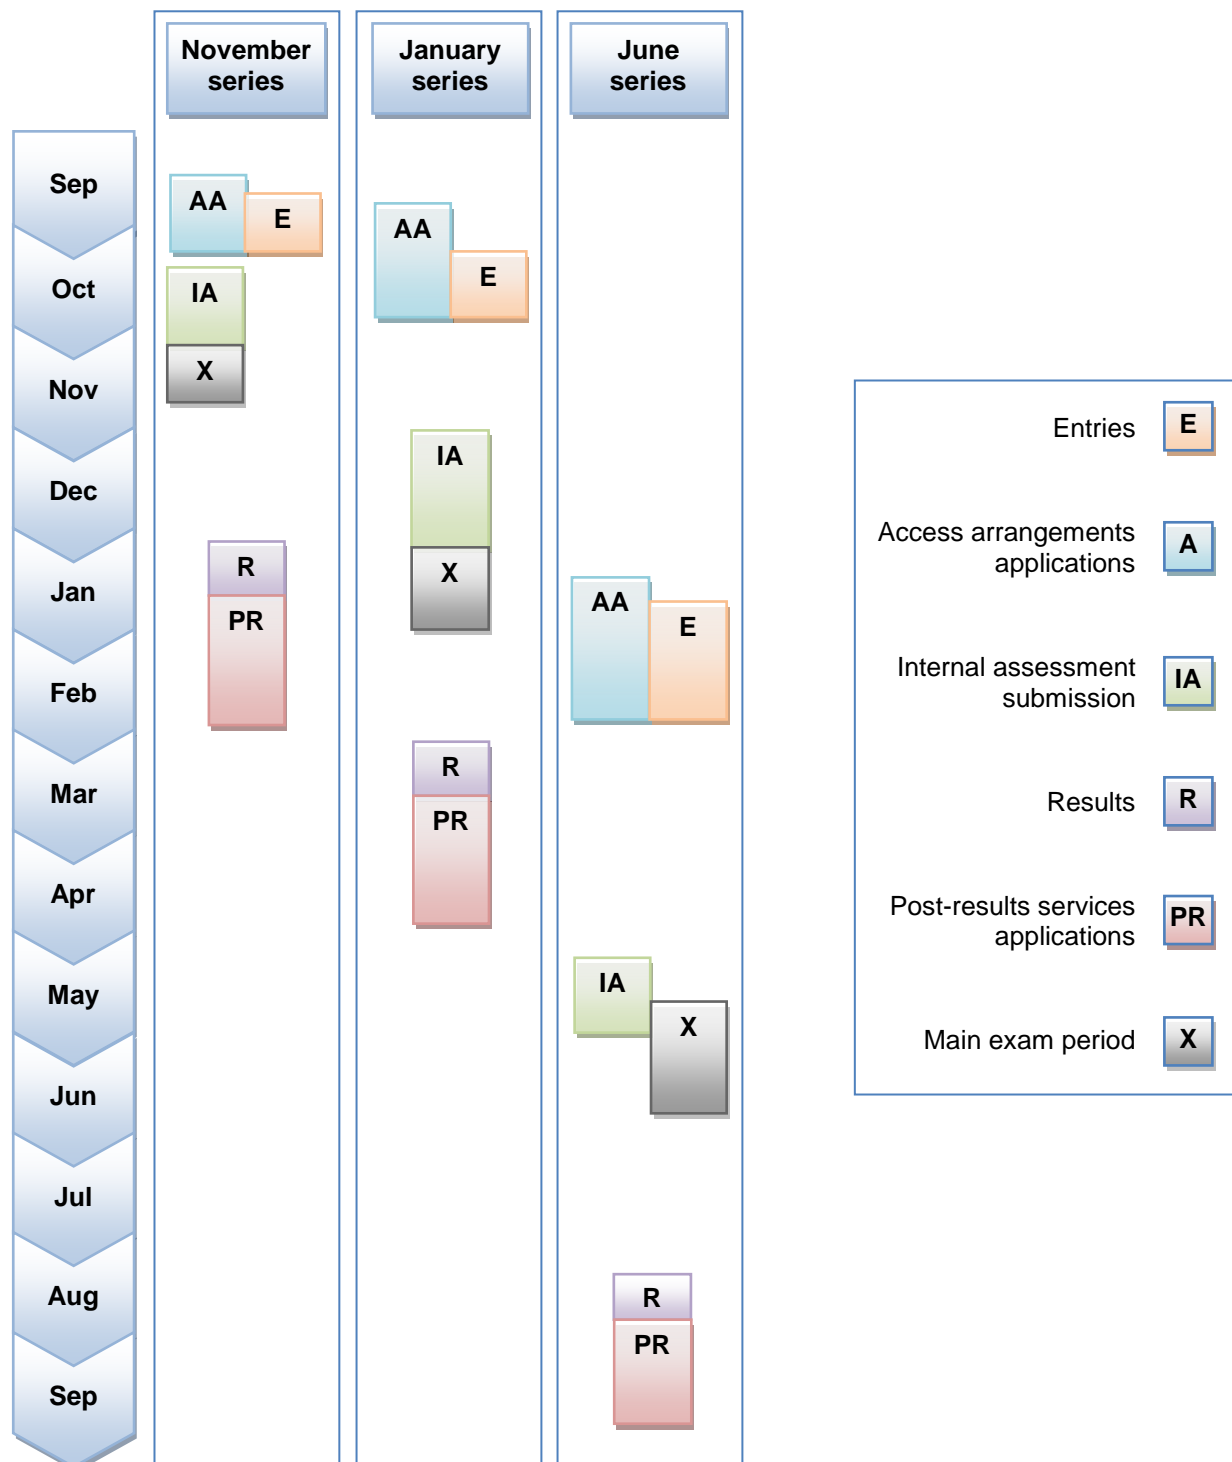 November
series
January
series
June
series
Sep
Oct
Nov
Dec
Jan
Feb
Mar
Apr
May
Jun
Jul
Aug
Sep
AA
E
IA
X
R
PR
AA
E
IA
X
R
PR
AA
E
IA
X
R
PR
Entries
E
Access arrangements
applications
A
Internal assessment
submission
IA
Results
R
Post-results services
applications
PR
Main exam period
X